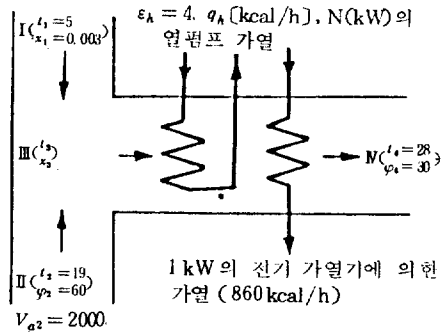 εₕ = 4. qₕ [kcal/h], N(kW)의
열펌프 가열
I(t₁=5
x₁=0.003)
III(t₃
x₃)
IV(t₄=28
φ₄=30)
II(t₂=19
φ₂=60)
Vₐ₂ = 2000
1 kW의 전기 가열기에 의한
가열 (860kcal/h)